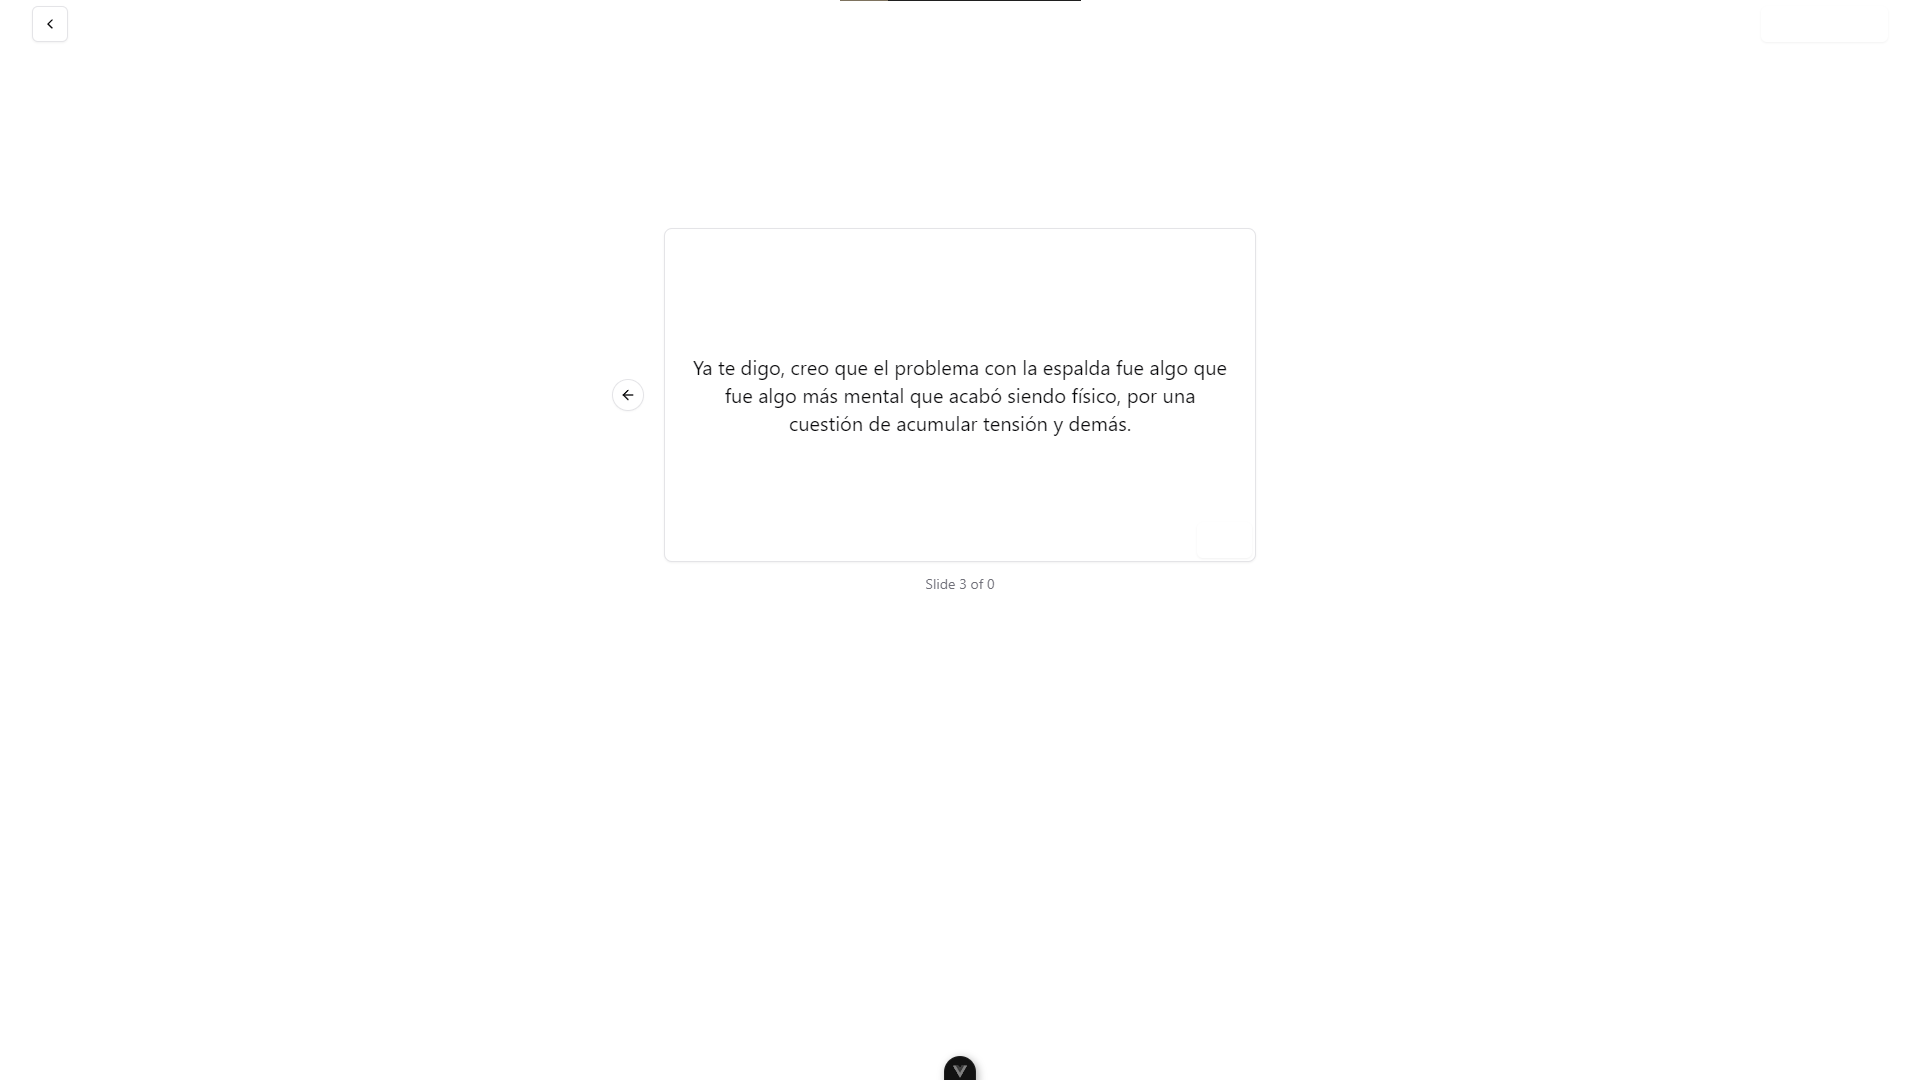 Ya te digo, creo que el problema con la espalda fue algo que
fue algo más mental que acabó siendo físico, por una
cuestión de acumular tensión y demás.
Slide 3 of 0